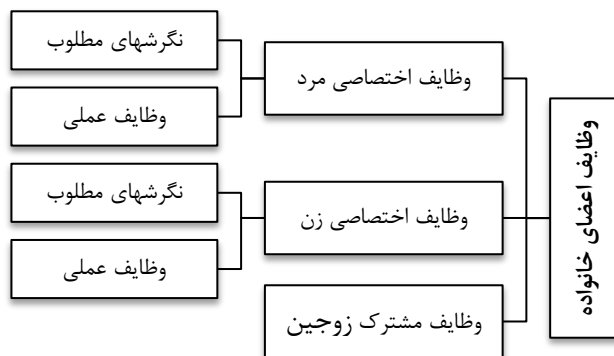 وظایف اعضای خانواده
وظایف اختصاصی مرد
نگرشهای مطلوب
وظایف عملی
وظایف اختصاصی زن
نگرشهای مطلوب
وظایف عملی
وظایف مشترک زوجین